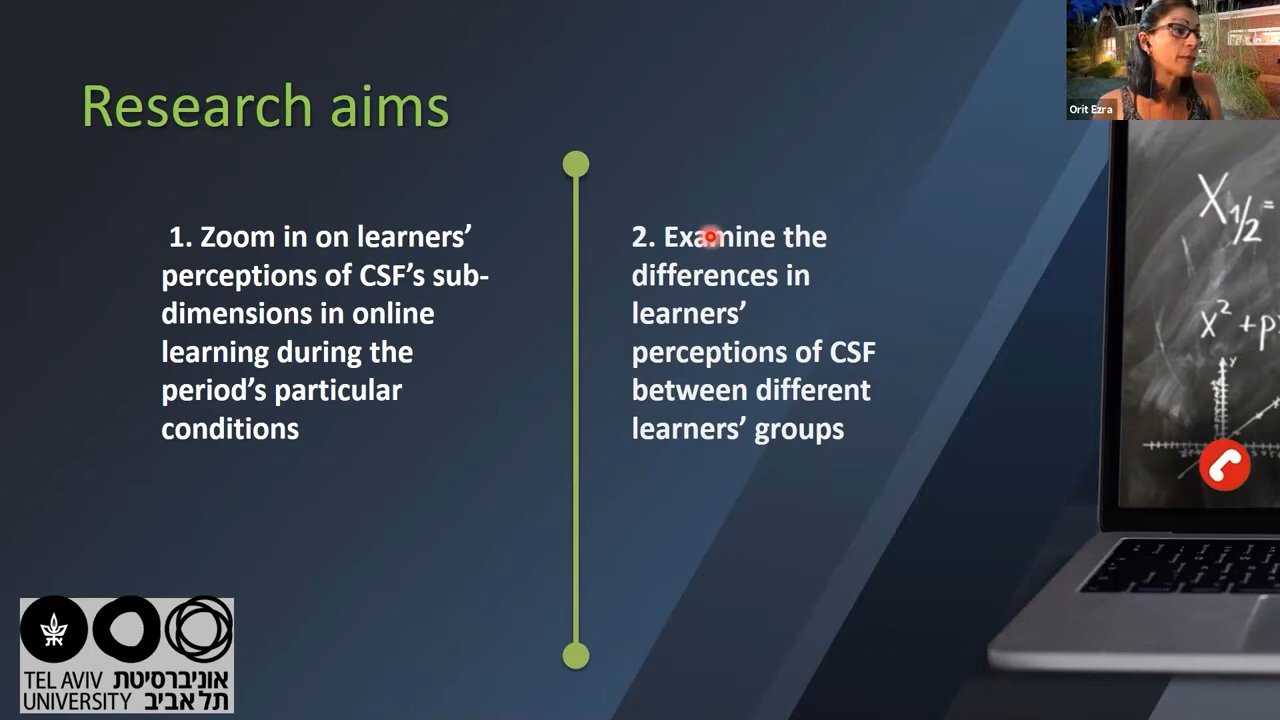 Research aims
1. Zoom in on learners’
perceptions of CSF’s sub-
dimensions in online
learning during the
period’s particular
conditions
2. Examine the
differences in
learners’
perceptions of CSF
between different
learners’ groups
Orit Ezra
X1/2 =
x² + p
Y
TEL AVIV אוניברסיטת
UNIVERSITY תל אביב